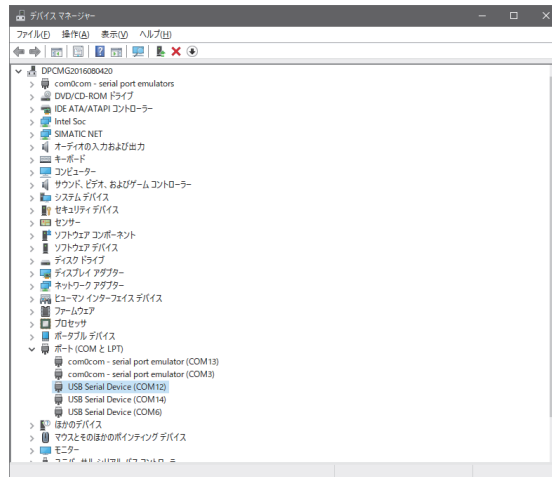 デバイス マネージャー
ファイル(F) 操作(A) 表示(V) ヘルプ(H)
DPCMG2016080420
com0com - serial port emulators
DVD/CD-ROM ドライブ
IDE ATA/ATAPI コントローラー
Intel Soc
SIMATIC NET
オーディオの入力および出力
キーボード
コンピューター
サウンド、ビデオ、およびゲーム コントローラー
システム デバイス
セキュリティ デバイス
センサー
ソフトウェア コンポーネント
ソフトウェア デバイス
ディスク ドライブ
ディスプレイ アダプター
ネットワーク アダプター
ヒューマン インターフェイス デバイス
ファームウェア
プロセッサ
ポータブル デバイス
ポート (COM と LPT)
com0com - serial port emulator (COM13)
com0com - serial port emulator (COM3)
USB Serial Device (COM12)
USB Serial Device (COM14)
USB Serial Device (COM6)
ほかのデバイス
マウスとそのほかのポインティング デバイス
モニター